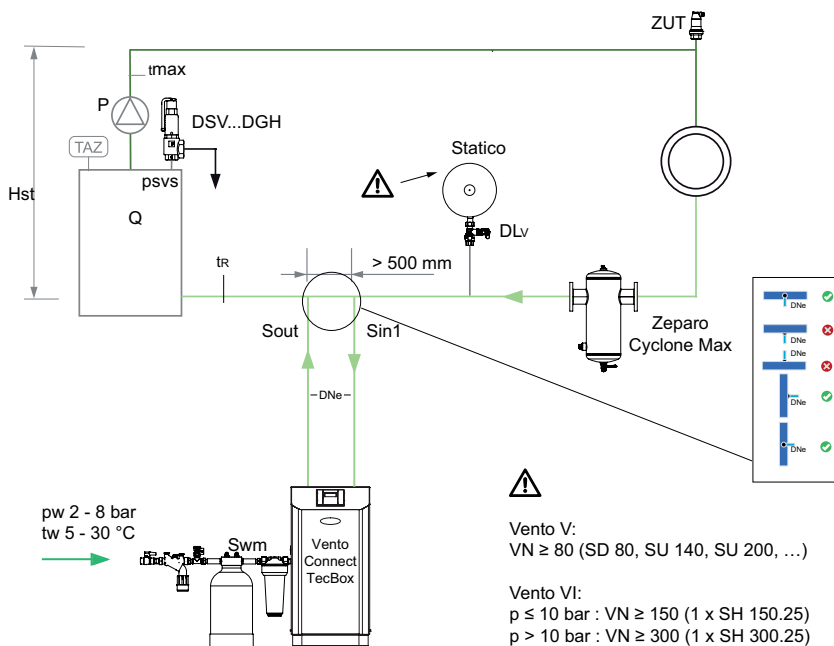 ZUT
tmax
P
DSV...DGH
TAZ
psvs
Statico
Hst
Q
DLv
tR
> 500 mm
Sout
Sin1
Zeparo
Cyclone Max
DNe
DNe
DNe
DNe
DNe
-DNe-
pw 2 - 8 bar
tw 5 - 30 °C
Swm
Vento
Connect
TecBox
Vento V:
VN ≥ 80 (SD 80, SU 140, SU 200, …)
Vento VI:
p ≤ 10 bar : VN ≥ 150 (1 x SH 150.25)
p > 10 bar : VN ≥ 300 (1 x SH 300.25)